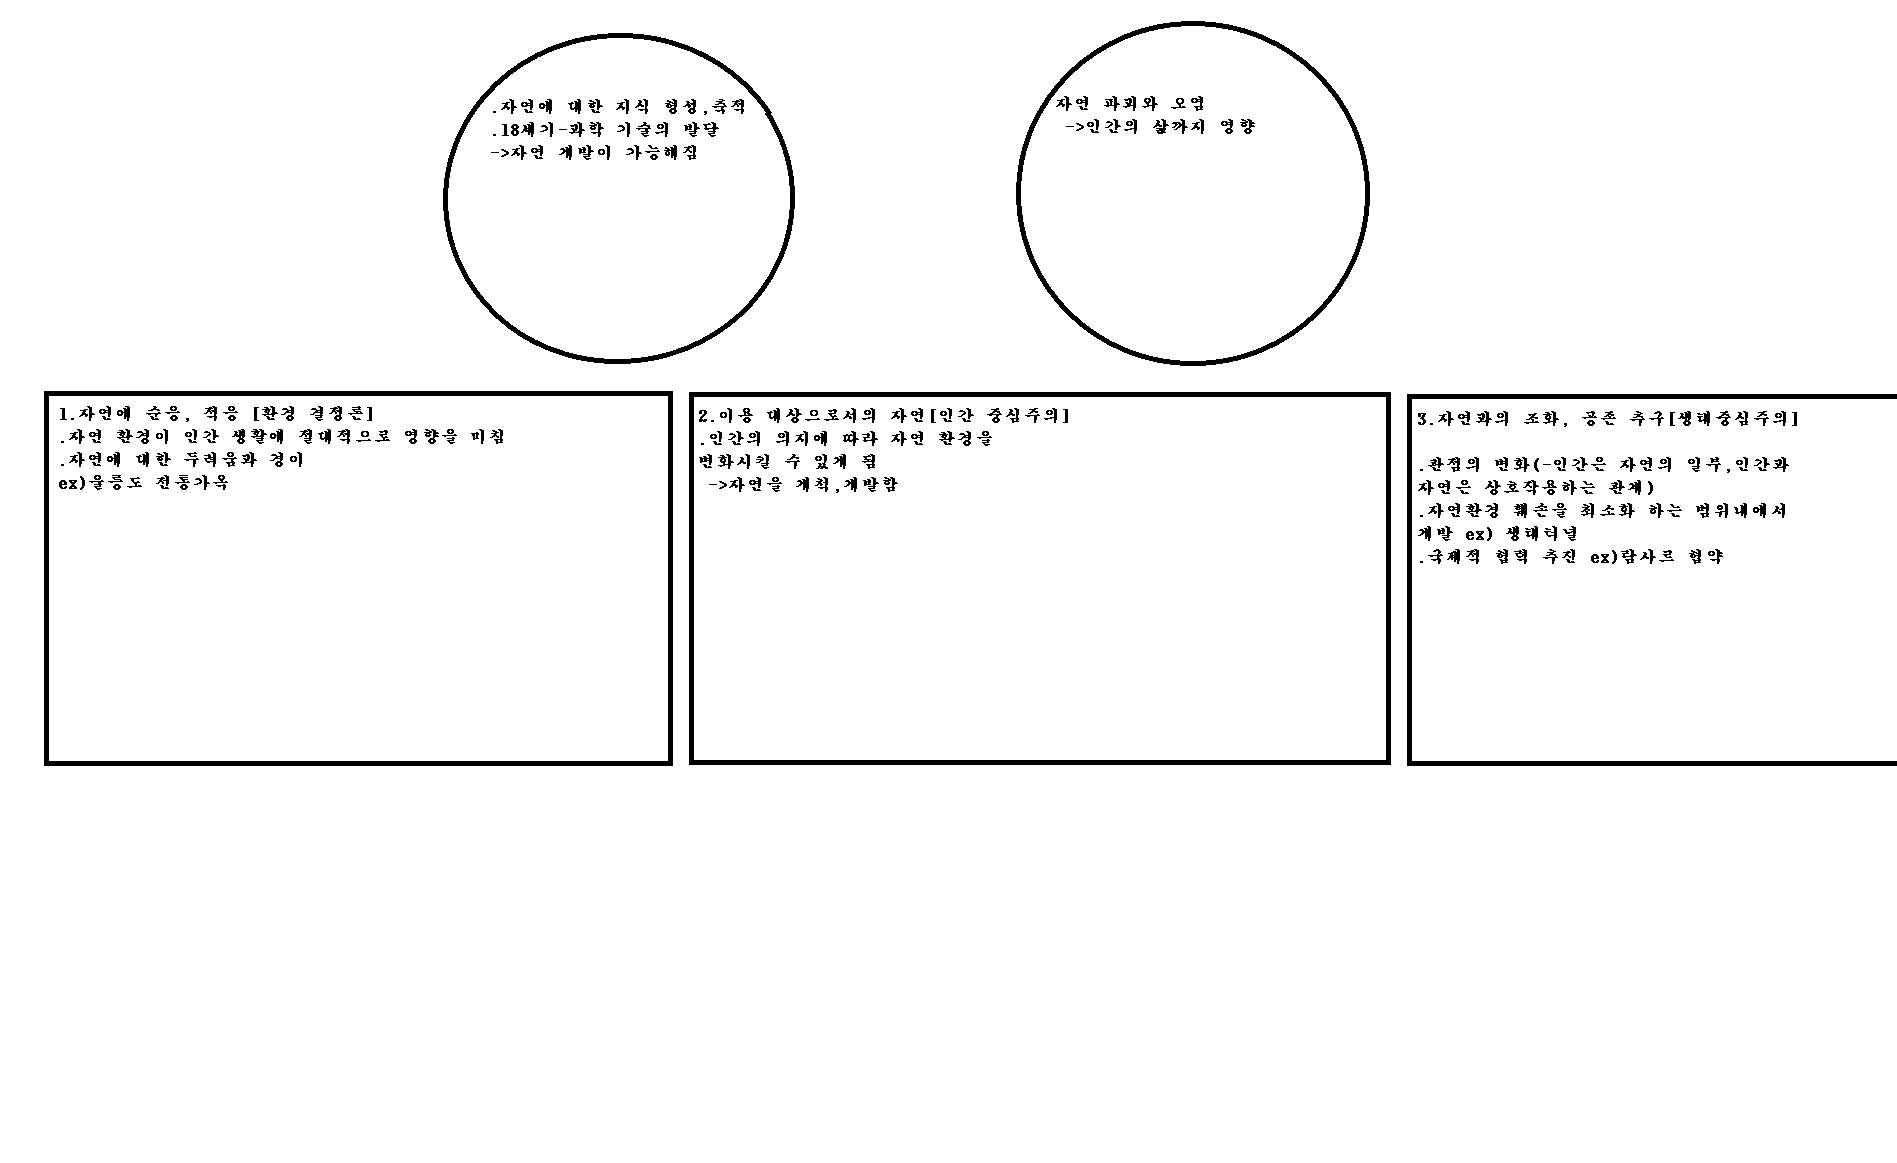 .자연에 대한 지식 형성,축적
.18세기-과학 기술의 발달
->자연 개발이 가능해짐
자연 파괴와 오염
->인간의 삶까지 영향
1.자연에 순응, 적응 [환경 결정론]
.자연 환경이 인간 생활에 절대적으로 영향을 미침
.자연에 대한 두려움과 경이
ex)울릉도 전통가옥
2.이용 대상으로서의 자연[인간 중심주의]
.인간의 의지에 따라 자연 환경을
변화시킬 수 있게 됨
->자연을 개척,개발함
3.자연과의 조화, 공존 추구[생태중심주의]
.관점의 변화(-인간은 자연의 일부,인간과
자연은 상호작용하는 관계)
.자연환경 훼손을 최소화 하는 범위내에서
개발 ex) 생태터널
.국제적 협력 추진 ex)람사르 협약